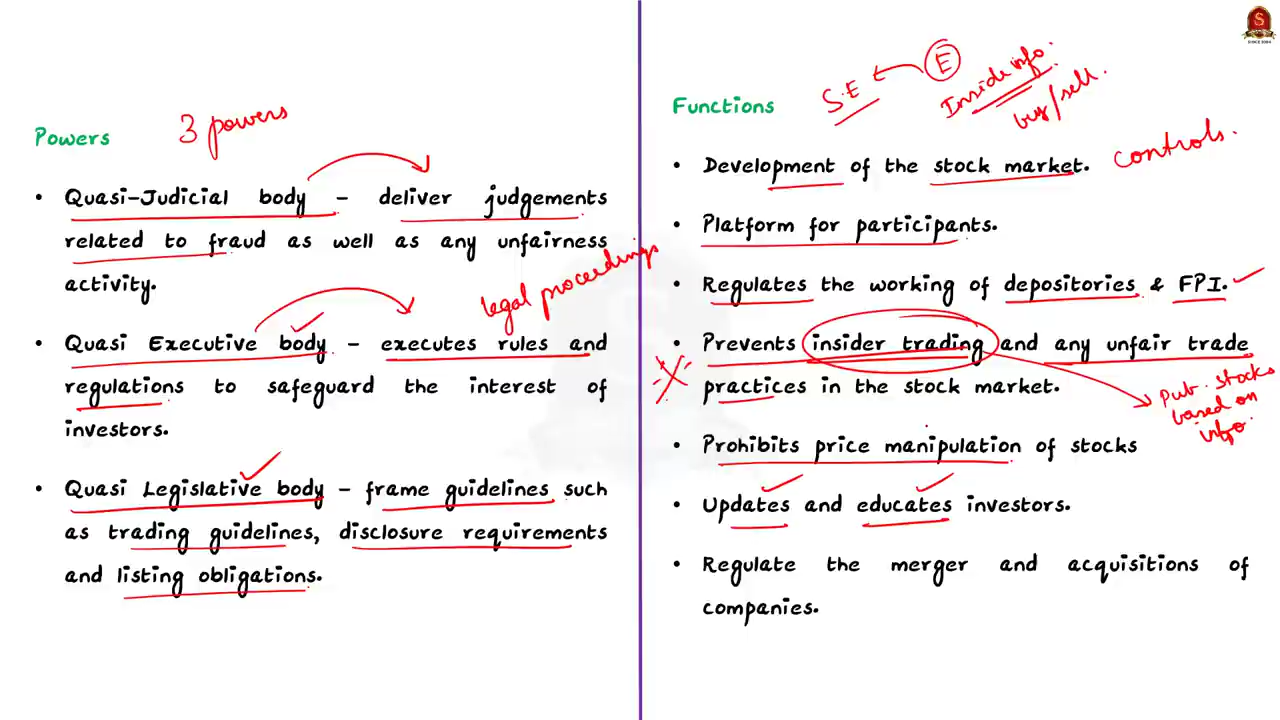 Powers
3 powers
• Quasi-Judicial body - deliver judgements
related to fraud as well as any unfairness
activity.
legal proceedings
• Quasi Executive body - executes rules and
regulations to safeguard the interest of
investors.
• Quasi Legislative body - frame guidelines such
as trading guidelines, disclosure requirements
and listing obligations.
S
SINCE 2004
S.E
E
Inside info.
buy/sell.
Functions
• Development of the stock market.
controls.
• Platform for participants.
• Regulates the working of depositories & FPI.
• Prevents insider trading and any unfair trade
practices in the stock market.
Pub. stocks
based on
info.
• Prohibits price manipulation of stocks
• Updates and educates investors.
• Regulate the merger and acquisitions of
companies.